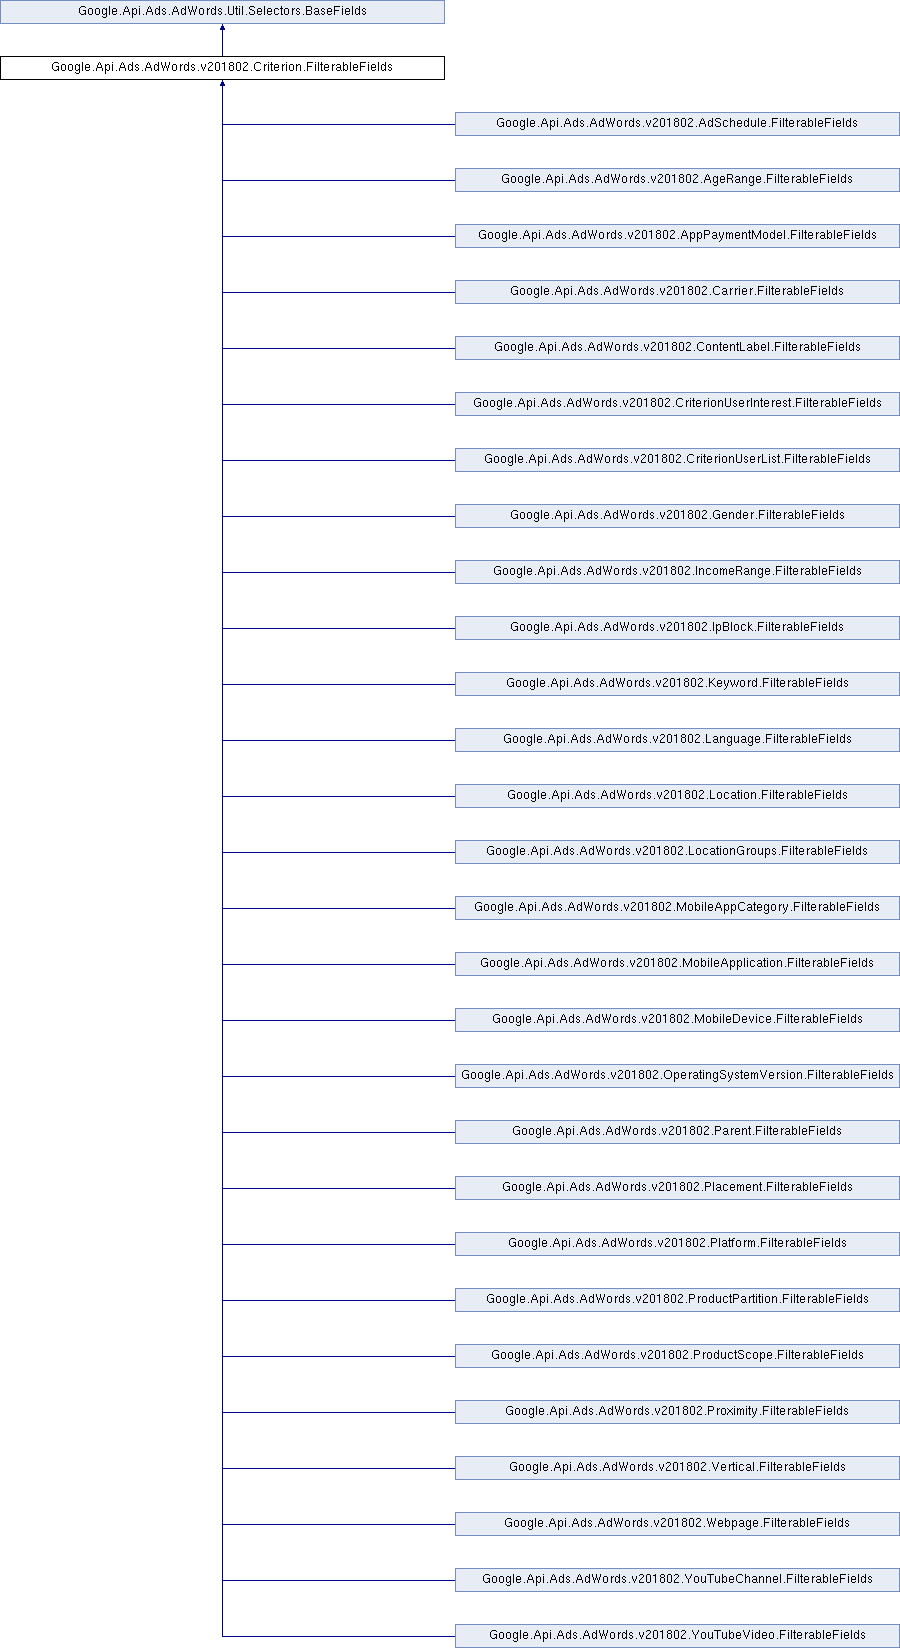 Google.Api.Ads.AdWords.Util.Selectors.BaseFields
Google.Api.Ads.AdWords.v201802.Criterion.FilterableFields
Google.Api.Ads.AdWords.v201802.AdSchedule.FilterableFields
Google.Api.Ads.AdWords.v201802.AgeRange.FilterableFields
Google.Api.Ads.AdWords.v201802.AppPaymentModel.FilterableFields
Google.Api.Ads.AdWords.v201802.Carrier.FilterableFields
Google.Api.Ads.AdWords.v201802.ContentLabel.FilterableFields
Google.Api.Ads.AdWords.v201802.CriterionUserInterest.FilterableFields
Google.Api.Ads.AdWords.v201802.CriterionUserList.FilterableFields
Google.Api.Ads.AdWords.v201802.Gender.FilterableFields
Google.Api.Ads.AdWords.v201802.IncomeRange.FilterableFields
Google.Api.Ads.AdWords.v201802.IpBlock.FilterableFields
Google.Api.Ads.AdWords.v201802.Keyword.FilterableFields
Google.Api.Ads.AdWords.v201802.Language.FilterableFields
Google.Api.Ads.AdWords.v201802.Location.FilterableFields
Google.Api.Ads.AdWords.v201802.LocationGroups.FilterableFields
Google.Api.Ads.AdWords.v201802.MobileAppCategory.FilterableFields
Google.Api.Ads.AdWords.v201802.MobileApplication.FilterableFields
Google.Api.Ads.AdWords.v201802.MobileDevice.FilterableFields
Google.Api.Ads.AdWords.v201802.OperatingSystemVersion.FilterableFields
Google.Api.Ads.AdWords.v201802.Parent.FilterableFields
Google.Api.Ads.AdWords.v201802.Placement.FilterableFields
Google.Api.Ads.AdWords.v201802.Platform.FilterableFields
Google.Api.Ads.AdWords.v201802.ProductPartition.FilterableFields
Google.Api.Ads.AdWords.v201802.ProductScope.FilterableFields
Google.Api.Ads.AdWords.v201802.Proximity.FilterableFields
Google.Api.Ads.AdWords.v201802.Vertical.FilterableFields
Google.Api.Ads.AdWords.v201802.Webpage.FilterableFields
Google.Api.Ads.AdWords.v201802.YouTubeChannel.FilterableFields
Google.Api.Ads.AdWords.v201802.YouTubeVideo.FilterableFields